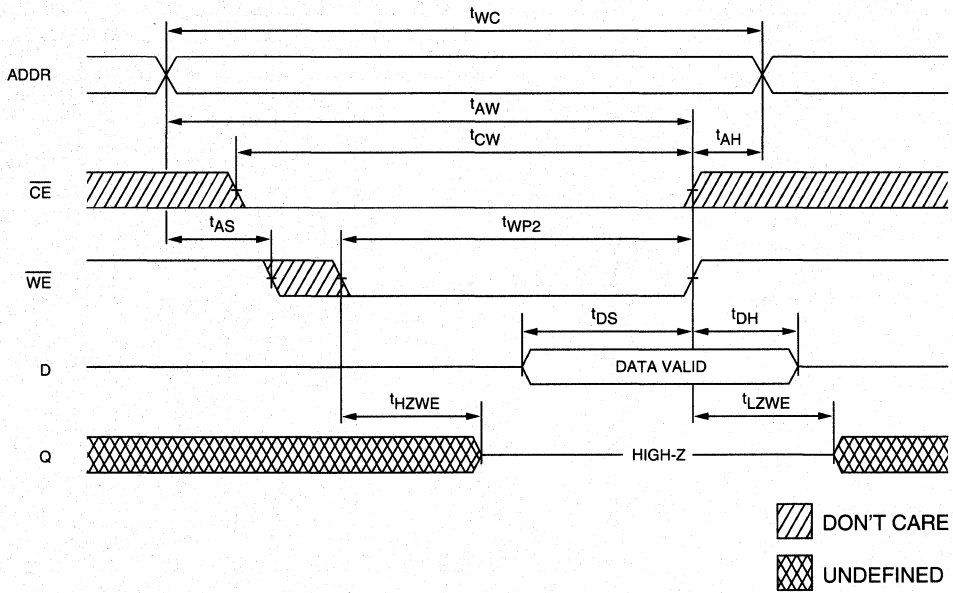 tWC
ADDR
tAW
tCW
tAH
CE
tAS
tWP2
WE
tDS
tDH
D
DATA VALID
tHZWE
tLZWE
Q
HIGH-Z
DON'T CARE
UNDEFINED